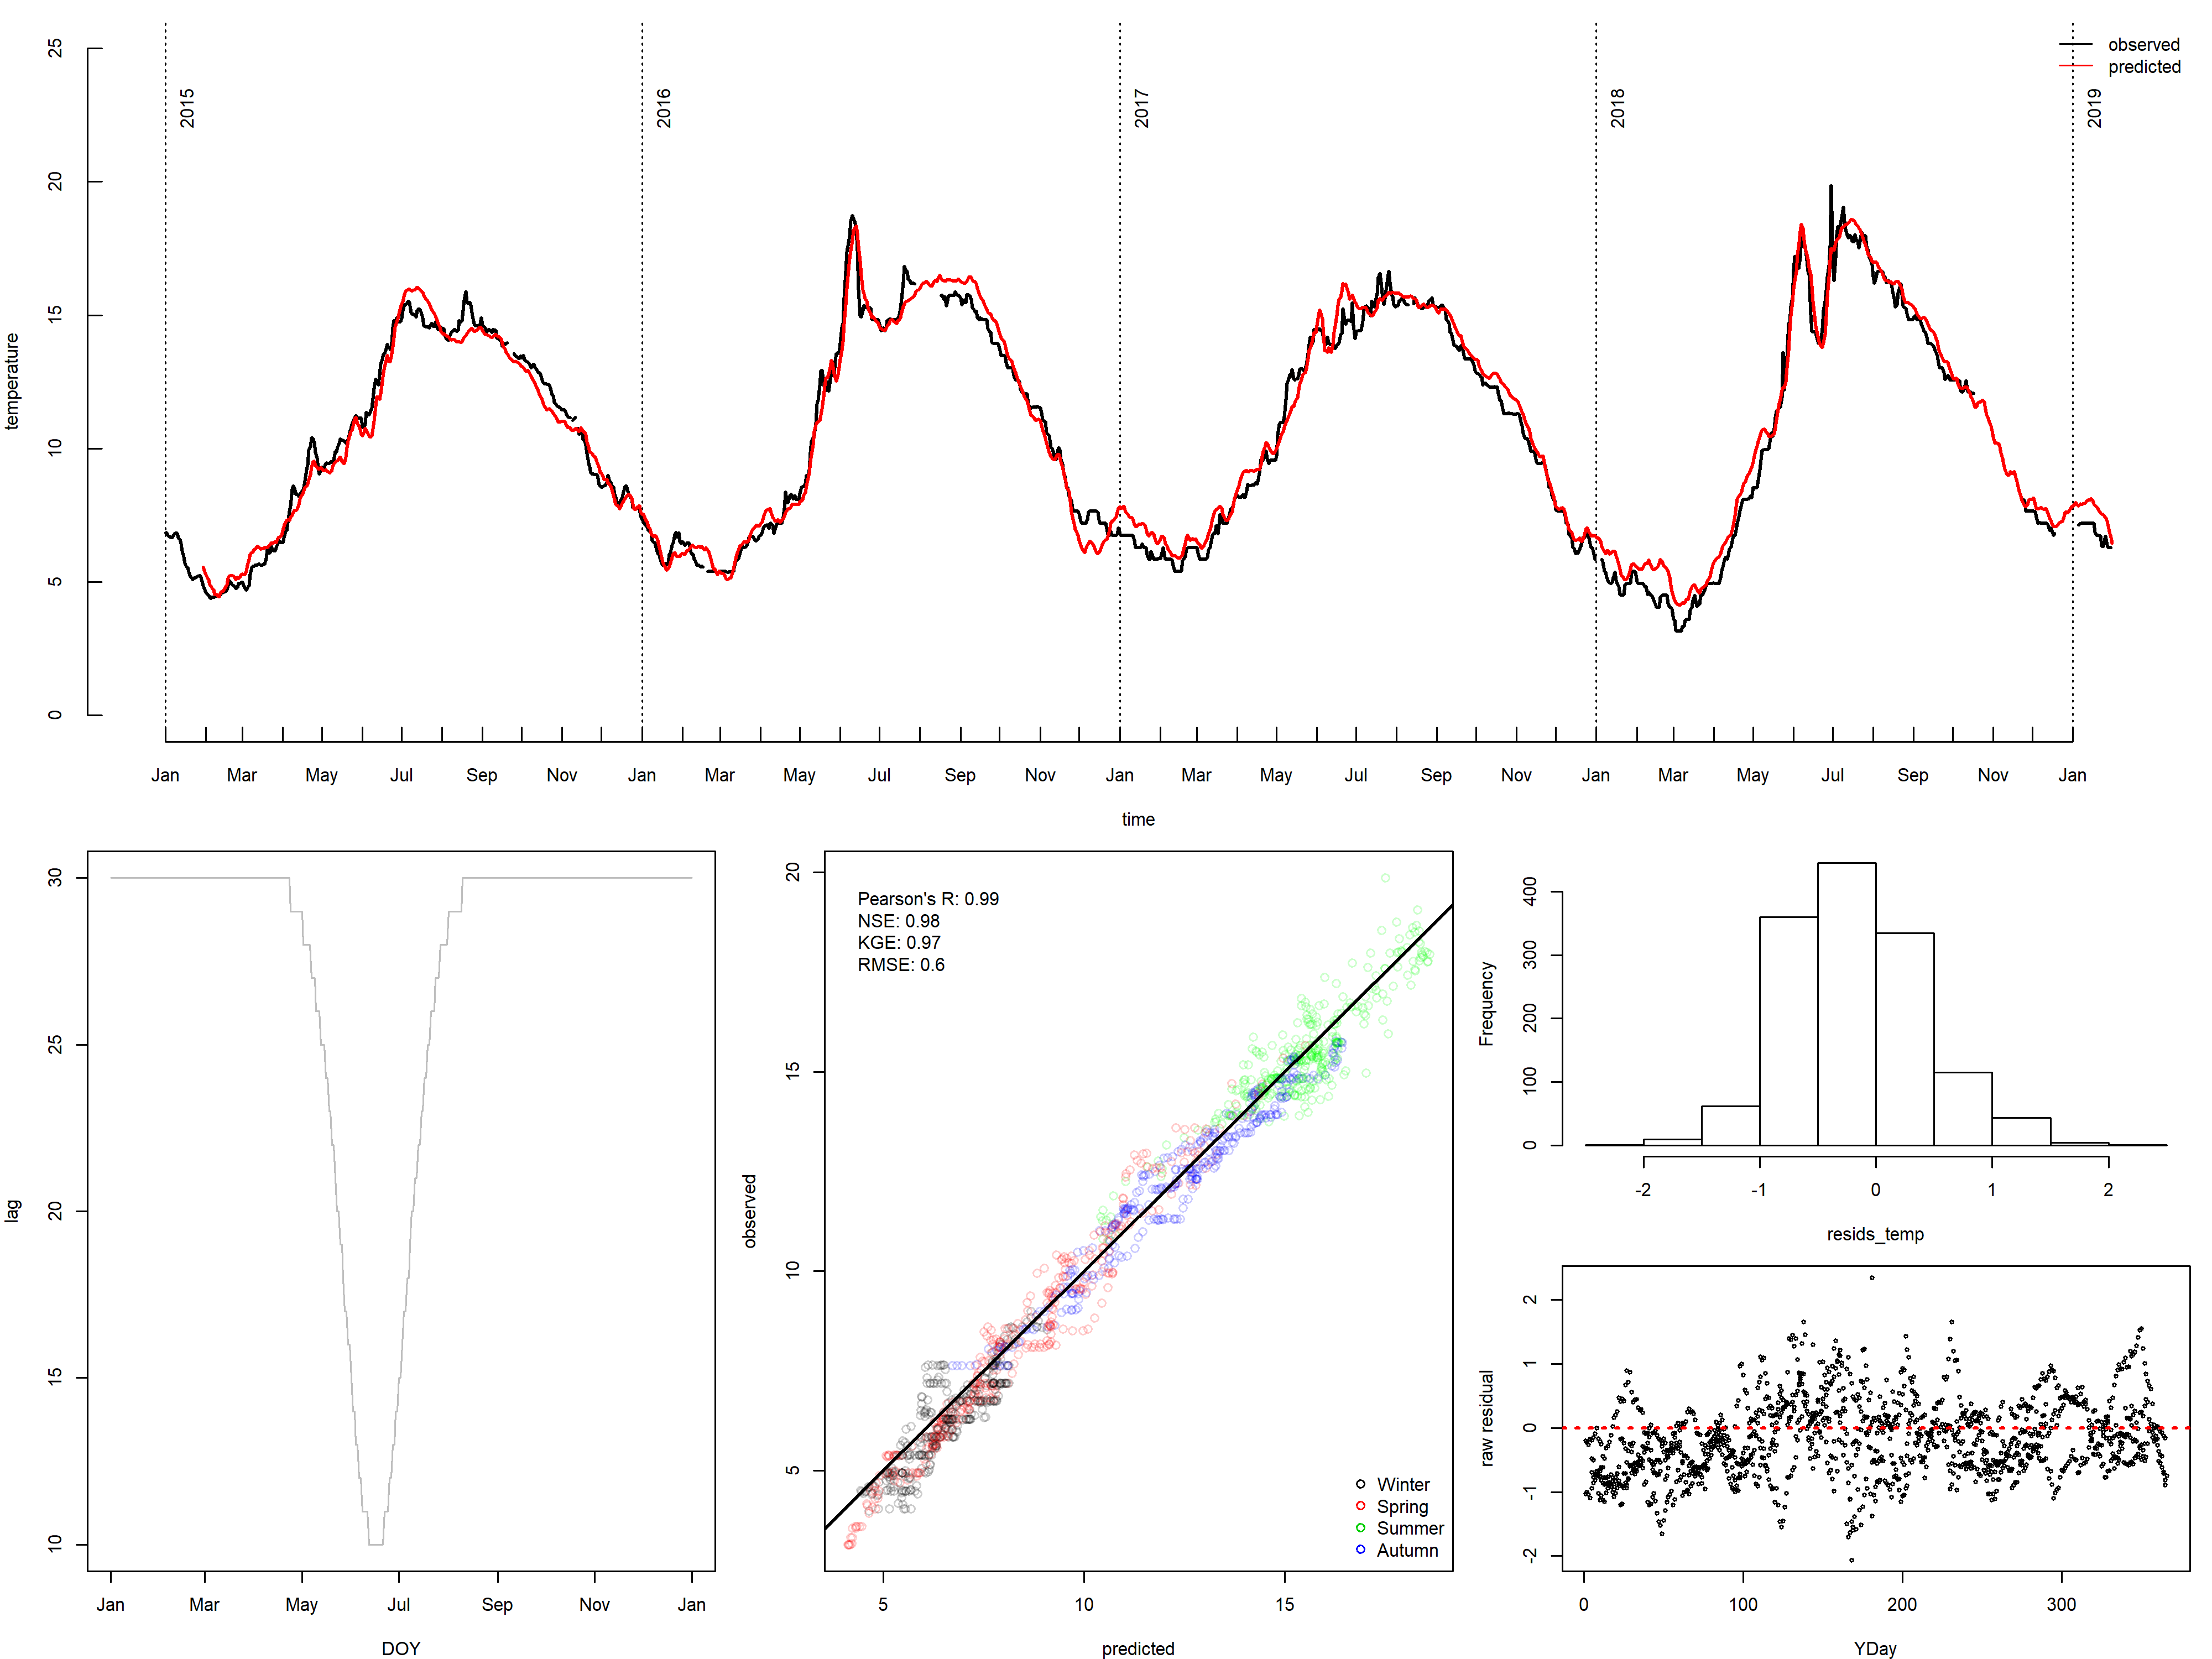 25
20
15
10
5
0
temperature
2015
2016
2017
2018
2019
observed
predicted
Jan Mar May Jul Sep Nov Jan Mar May Jul Sep Nov Jan Mar May Jul Sep Nov Jan Mar May Jul Sep Nov Jan
time
30
25
20
15
10
lag
Jan Mar May Jul Sep Nov Jan
DOY
20
15
10
5
observed
Pearson's R: 0.99
NSE: 0.98
KGE: 0.97
RMSE: 0.6
Winter
Spring
Summer
Autumn
5 10 15
predicted
400
300
200
100
0
Frequency
-2 -1 0 1 2
resids_temp
2
1
0
-1
-2
raw residual
0 100 200 300
YDay